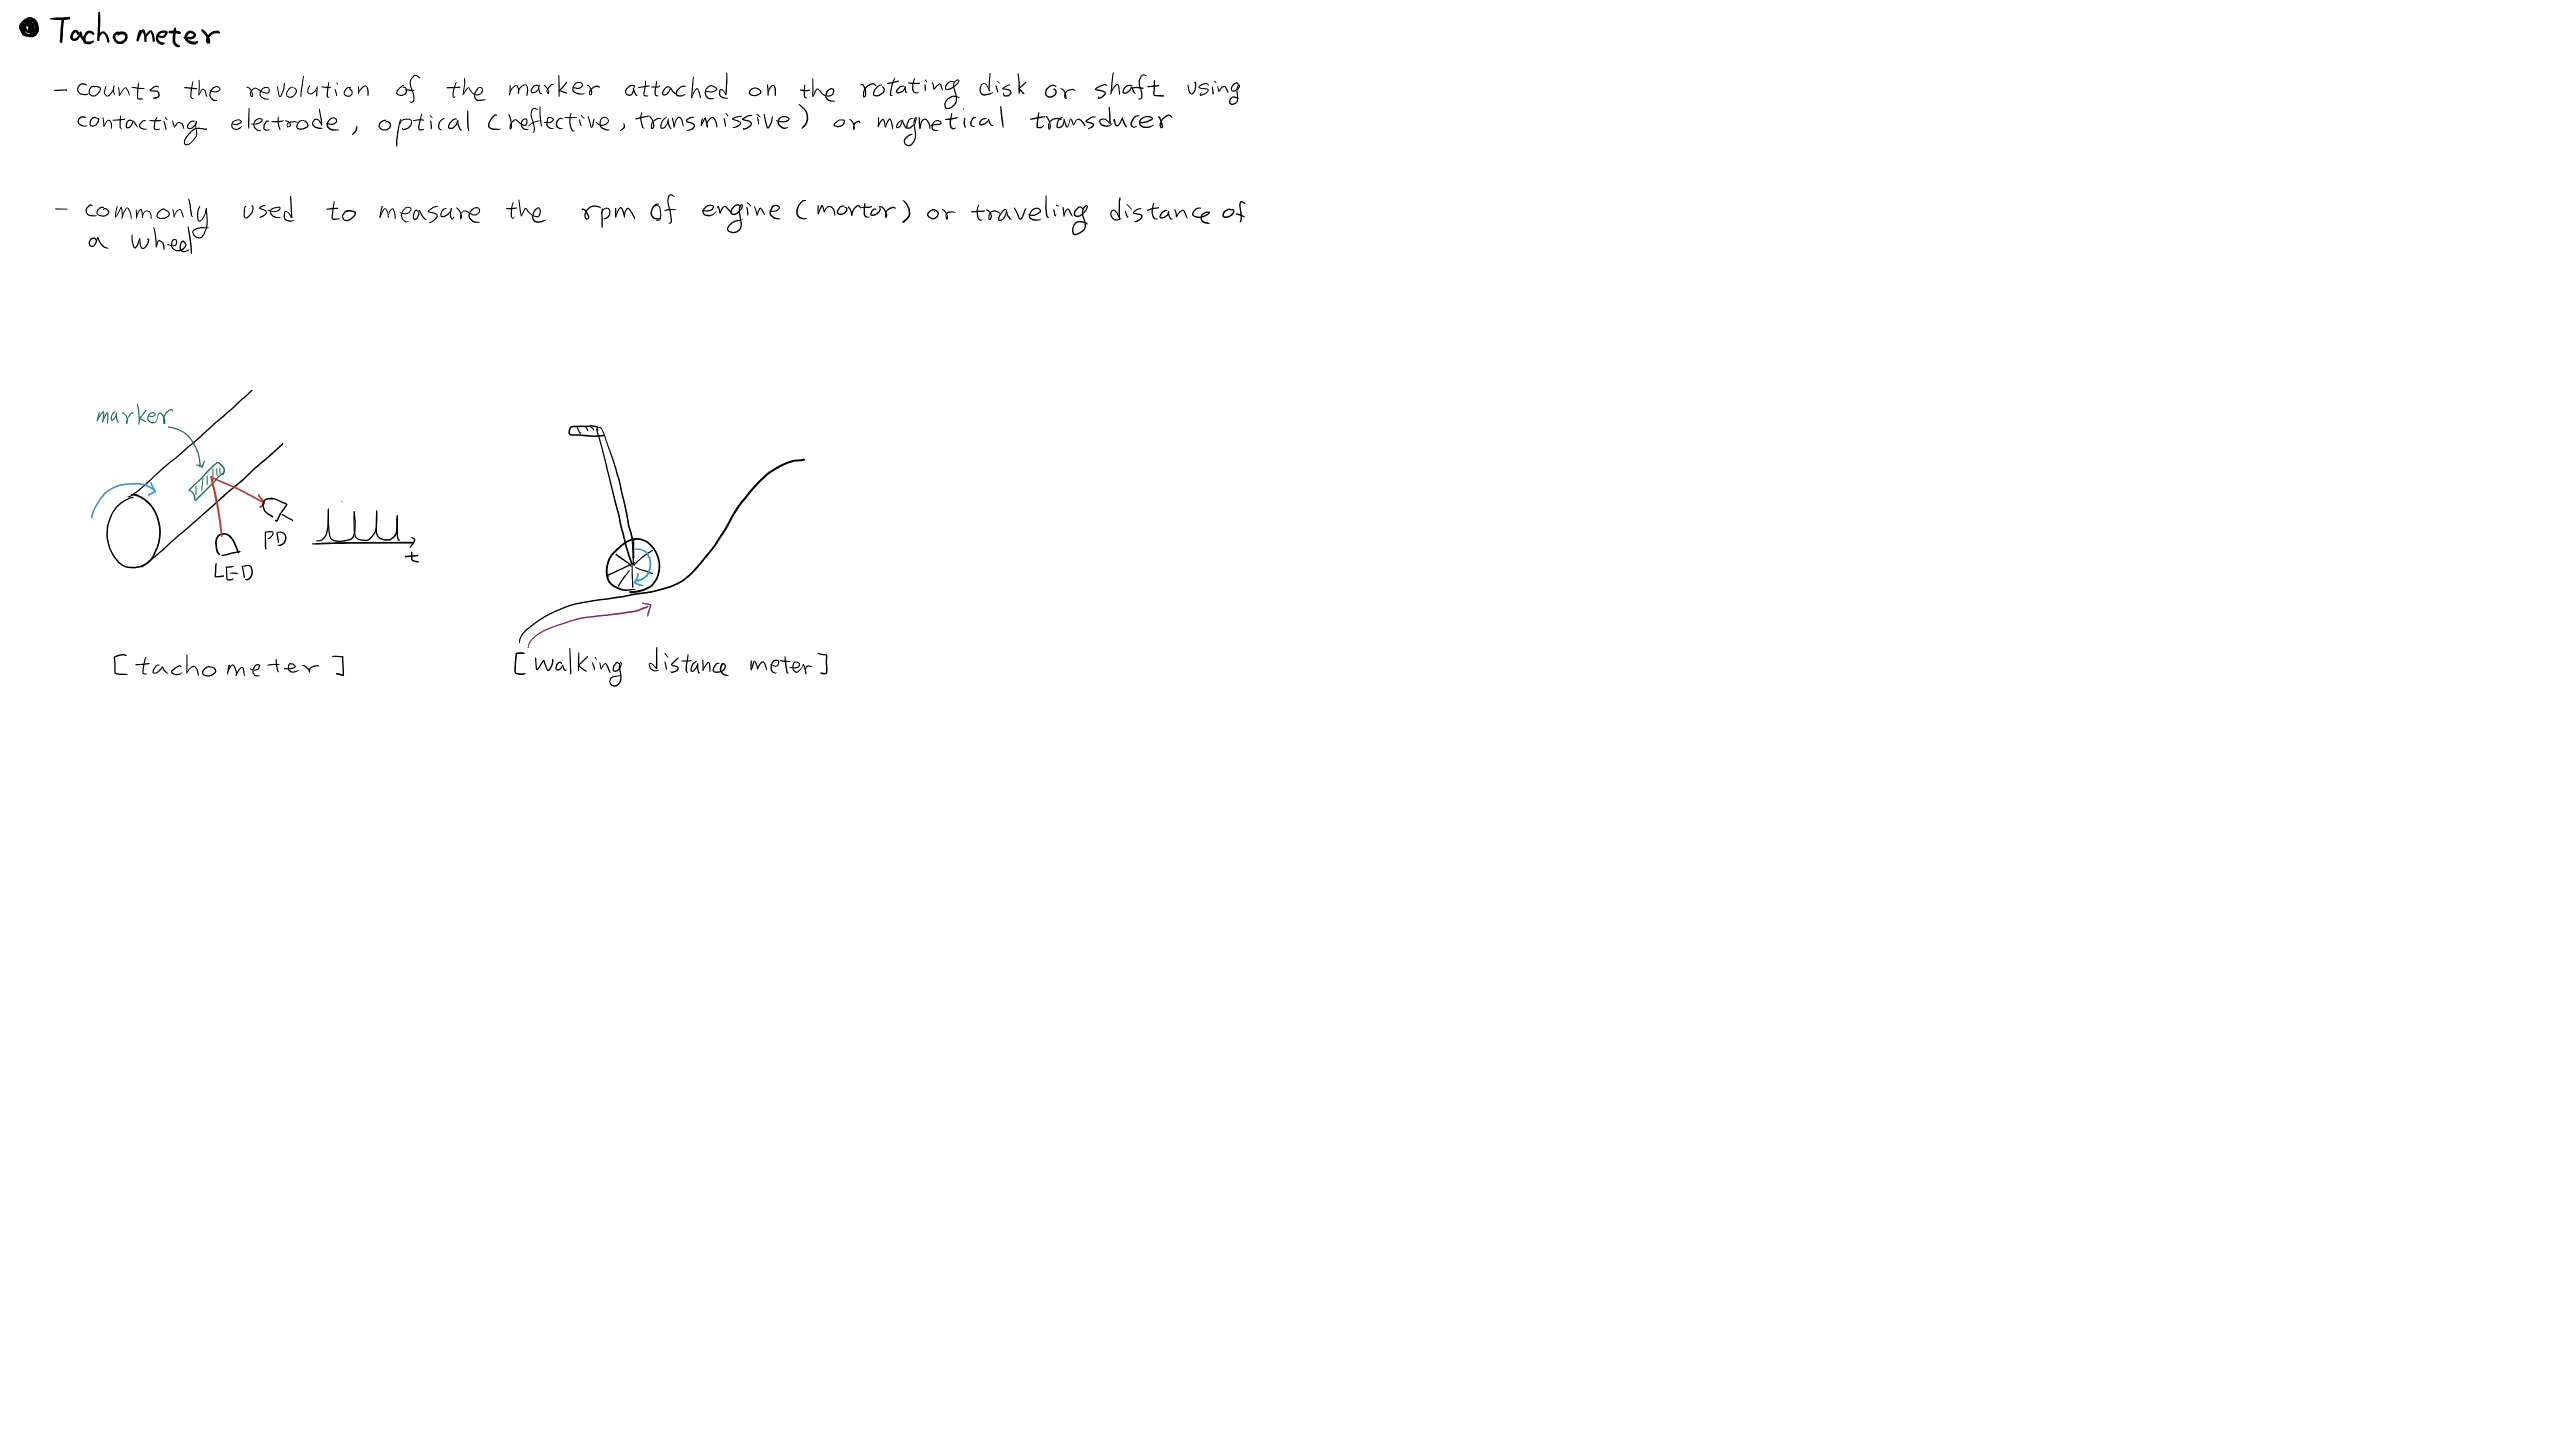 ● Tachometer
- counts the revolution of the marker attached on the rotating disk or shaft using
contacting electrode, optical (reflective, transmissive) or magnetical transducer
- commonly used to measure the rpm of engine (mortor) or traveling distance of
a wheel
marker
PD
LED
t
[tachometer]
[walking distance meter]